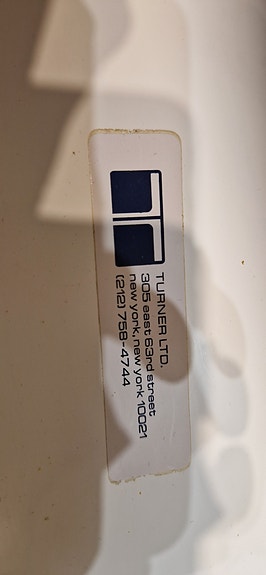 TURNER LTD.
305 east 63rd street
new york, new york 10021
(212) 758-4744